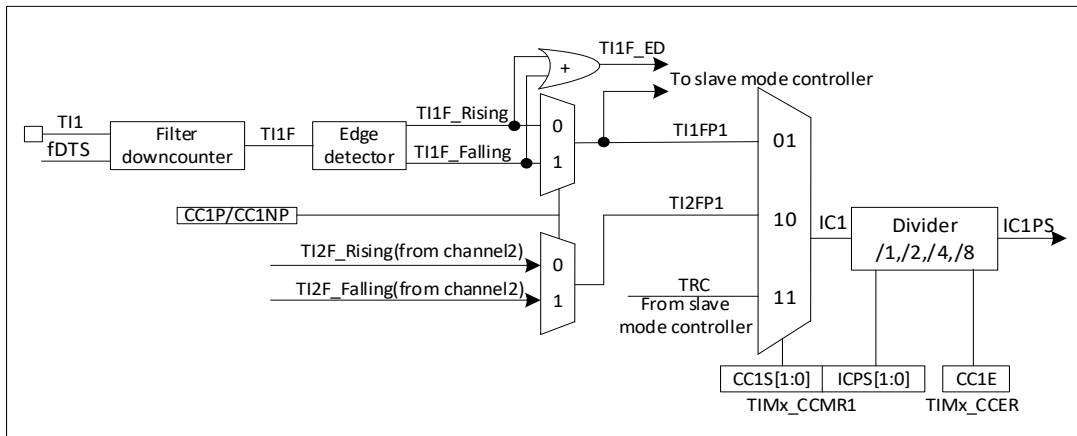 TI1F_ED
+
To slave mode controller
TI1
fDTS
Filter
downcounter
TI1F
Edge
detector
TI1F_Rising
TI1F_Falling
0
1
TI1FP1
01
CC1P/CC1NP
TI2FP1
10
TI2F_Rising(from channel2)
TI2F_Falling(from channel2)
0
1
TRC
From slave
mode controller
11
IC1
Divider
/1,/2,/4,/8
IC1PS
CC1S[1:0]
ICPS[1:0]
CC1E
TIMx_CCMR1
TIMx_CCER